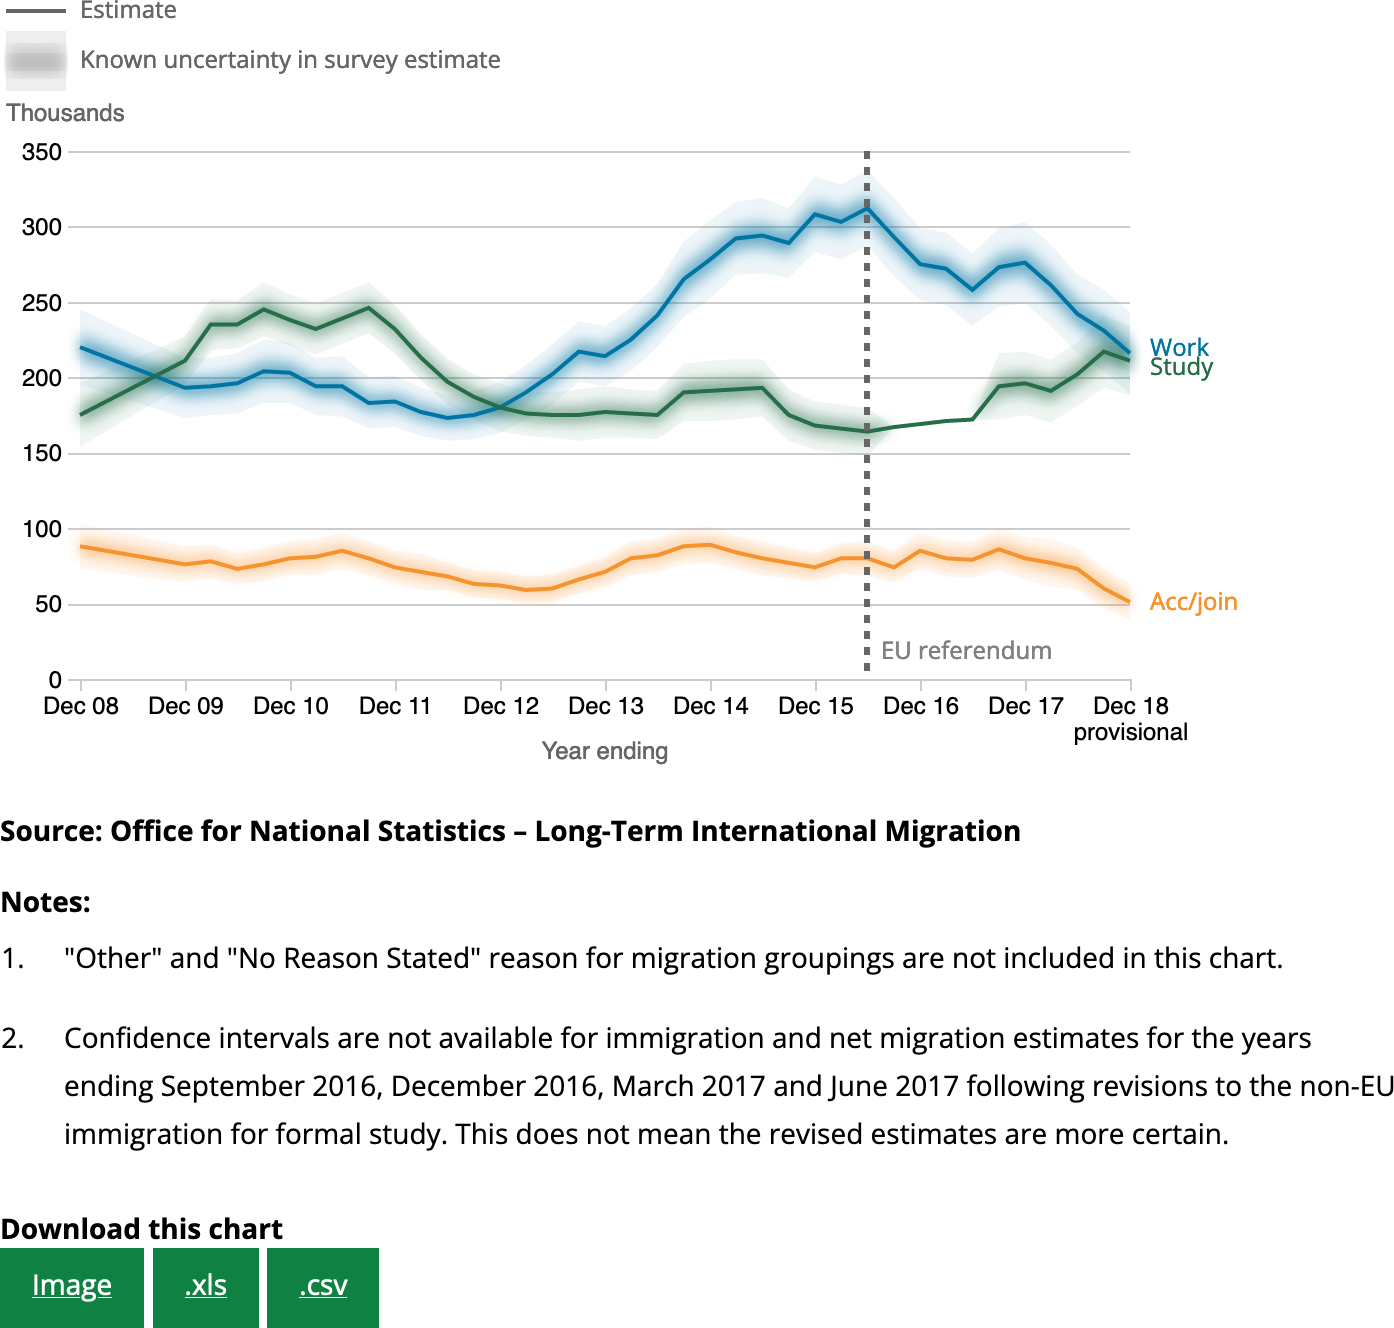 Estimate
Known uncertainty in survey estimate
Thousands
350
300
250
200
150
100
50
0
Work
Study
Acc/join
EU referendum
Dec 08 Dec 09 Dec 10 Dec 11 Dec 12 Dec 13 Dec 14 Dec 15 Dec 16 Dec 17 Dec 18
provisional
Year ending
Source: Office for National Statistics – Long-Term International Migration
Notes:
1. "Other" and "No Reason Stated" reason for migration groupings are not included in this chart.
2. Confidence intervals are not available for immigration and net migration estimates for the years
ending September 2016, December 2016, March 2017 and June 2017 following revisions to the non-EU
immigration for formal study. This does not mean the revised estimates are more certain.
Download this chart
Image .xls .csv